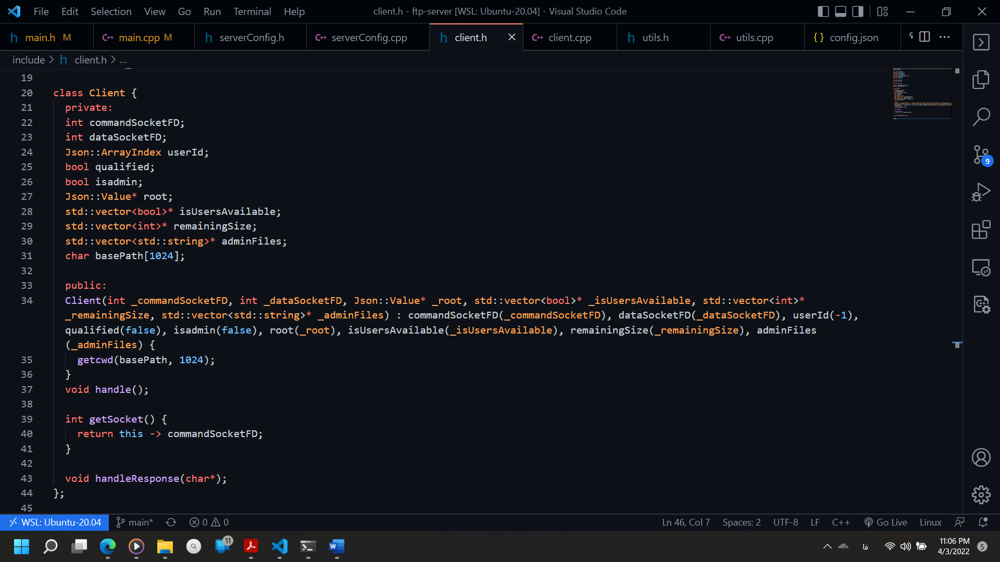 File Edit Selection View Go Run Terminal Help client.h - ftp-server [WSL: Ubuntu-20.04] - Visual Studio Code
main.h M main.cpp M serverConfig.h serverConfig.cpp client.h client.cpp utils.h utils.cpp {} config.json
include > client.h > ...
19
20 class Client {
21 private:
22 int commandSocketFD;
23 int dataSocketFD;
24 Json::ArrayIndex userId;
25 bool qualified;
26 bool isadmin;
27 Json::Value* root;
28 std::vector<bool>* isUsersAvailable;
29 std::vector<int>* remainingSize;
30 std::vector<std::string>* adminFiles;
31 char basePath[1024];
32
33 public:
34 Client(int _commandSocketFD, int _dataSocketFD, Json::Value* _root, std::vector<bool>* _isUsersAvailable, std::vector<int>*
_remainingSize, std::vector<std::string>* _adminFiles) : commandSocketFD(_commandSocketFD), dataSocketFD(_dataSocketFD), userId(-1),
qualified(false), isadmin(false), root(_root), isUsersAvailable(_isUsersAvailable), remainingSize(_remainingSize), adminFiles
(_adminFiles) {
35 getcwd(basePath, 1024);
36 }
37 void handle();
38
39 int getSocket() {
40 return this -> commandSocketFD;
41 }
42
43 void handleResponse(char*);
44 };
45
9
WSL: Ubuntu-20.04 main* 0 0 Ln 46, Col 7 Spaces: 2 UTF-8 LF C++ Go Live Linux
11 فا 11:06 PM
4/3/2022 5